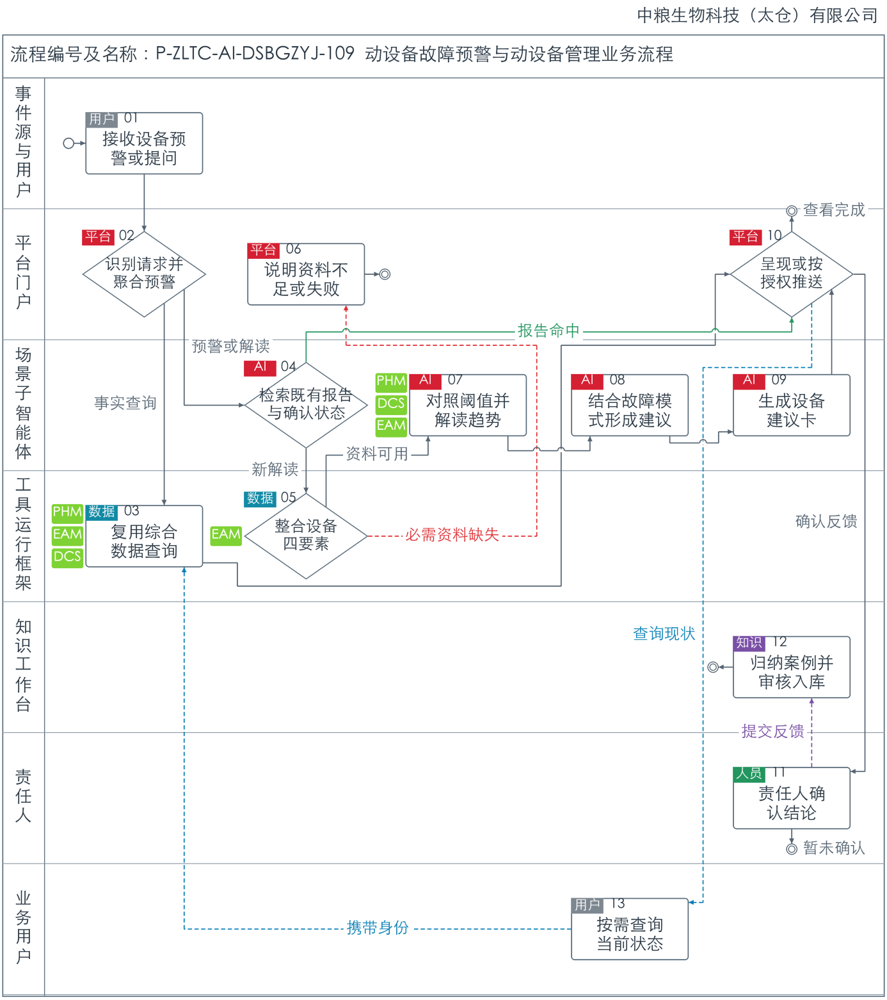 中粮生物科技（太仓）有限公司
流程编号及名称：P-ZLTC-AI-DSBGZYJ-109 动设备故障预警与动设备管理业务流程
事件源与用户
用户 01
接收设备预
警或提问
平台门户
查看完成
平台 02
识别请求并
聚合预警
平台 06
说明资料不
足或失败
平台 10
呈现或按
授权推送
报告命中
预警或解读
场景子智能体
事实查询
AI 04
检索既有报告
与确认状态
PHM
DCS
EAM
AI 07
对照阈值并
解读趋势
AI 08
结合故障模
式形成建议
AI 09
生成设备
建议卡
资料可用
新解读
工具运行框架
PHM
EAM
DCS
数据 03
复用综合
数据查询
EAM
数据 05
整合设备
四要素
必需资料缺失
确认反馈
知识工作台
查询现状
知识 12
归纳案例并
审核入库
提交反馈
责任人
人员 11
责任人确
认结论
暂未确认
业务用户
携带身份
用户 13
按需查询
当前状态